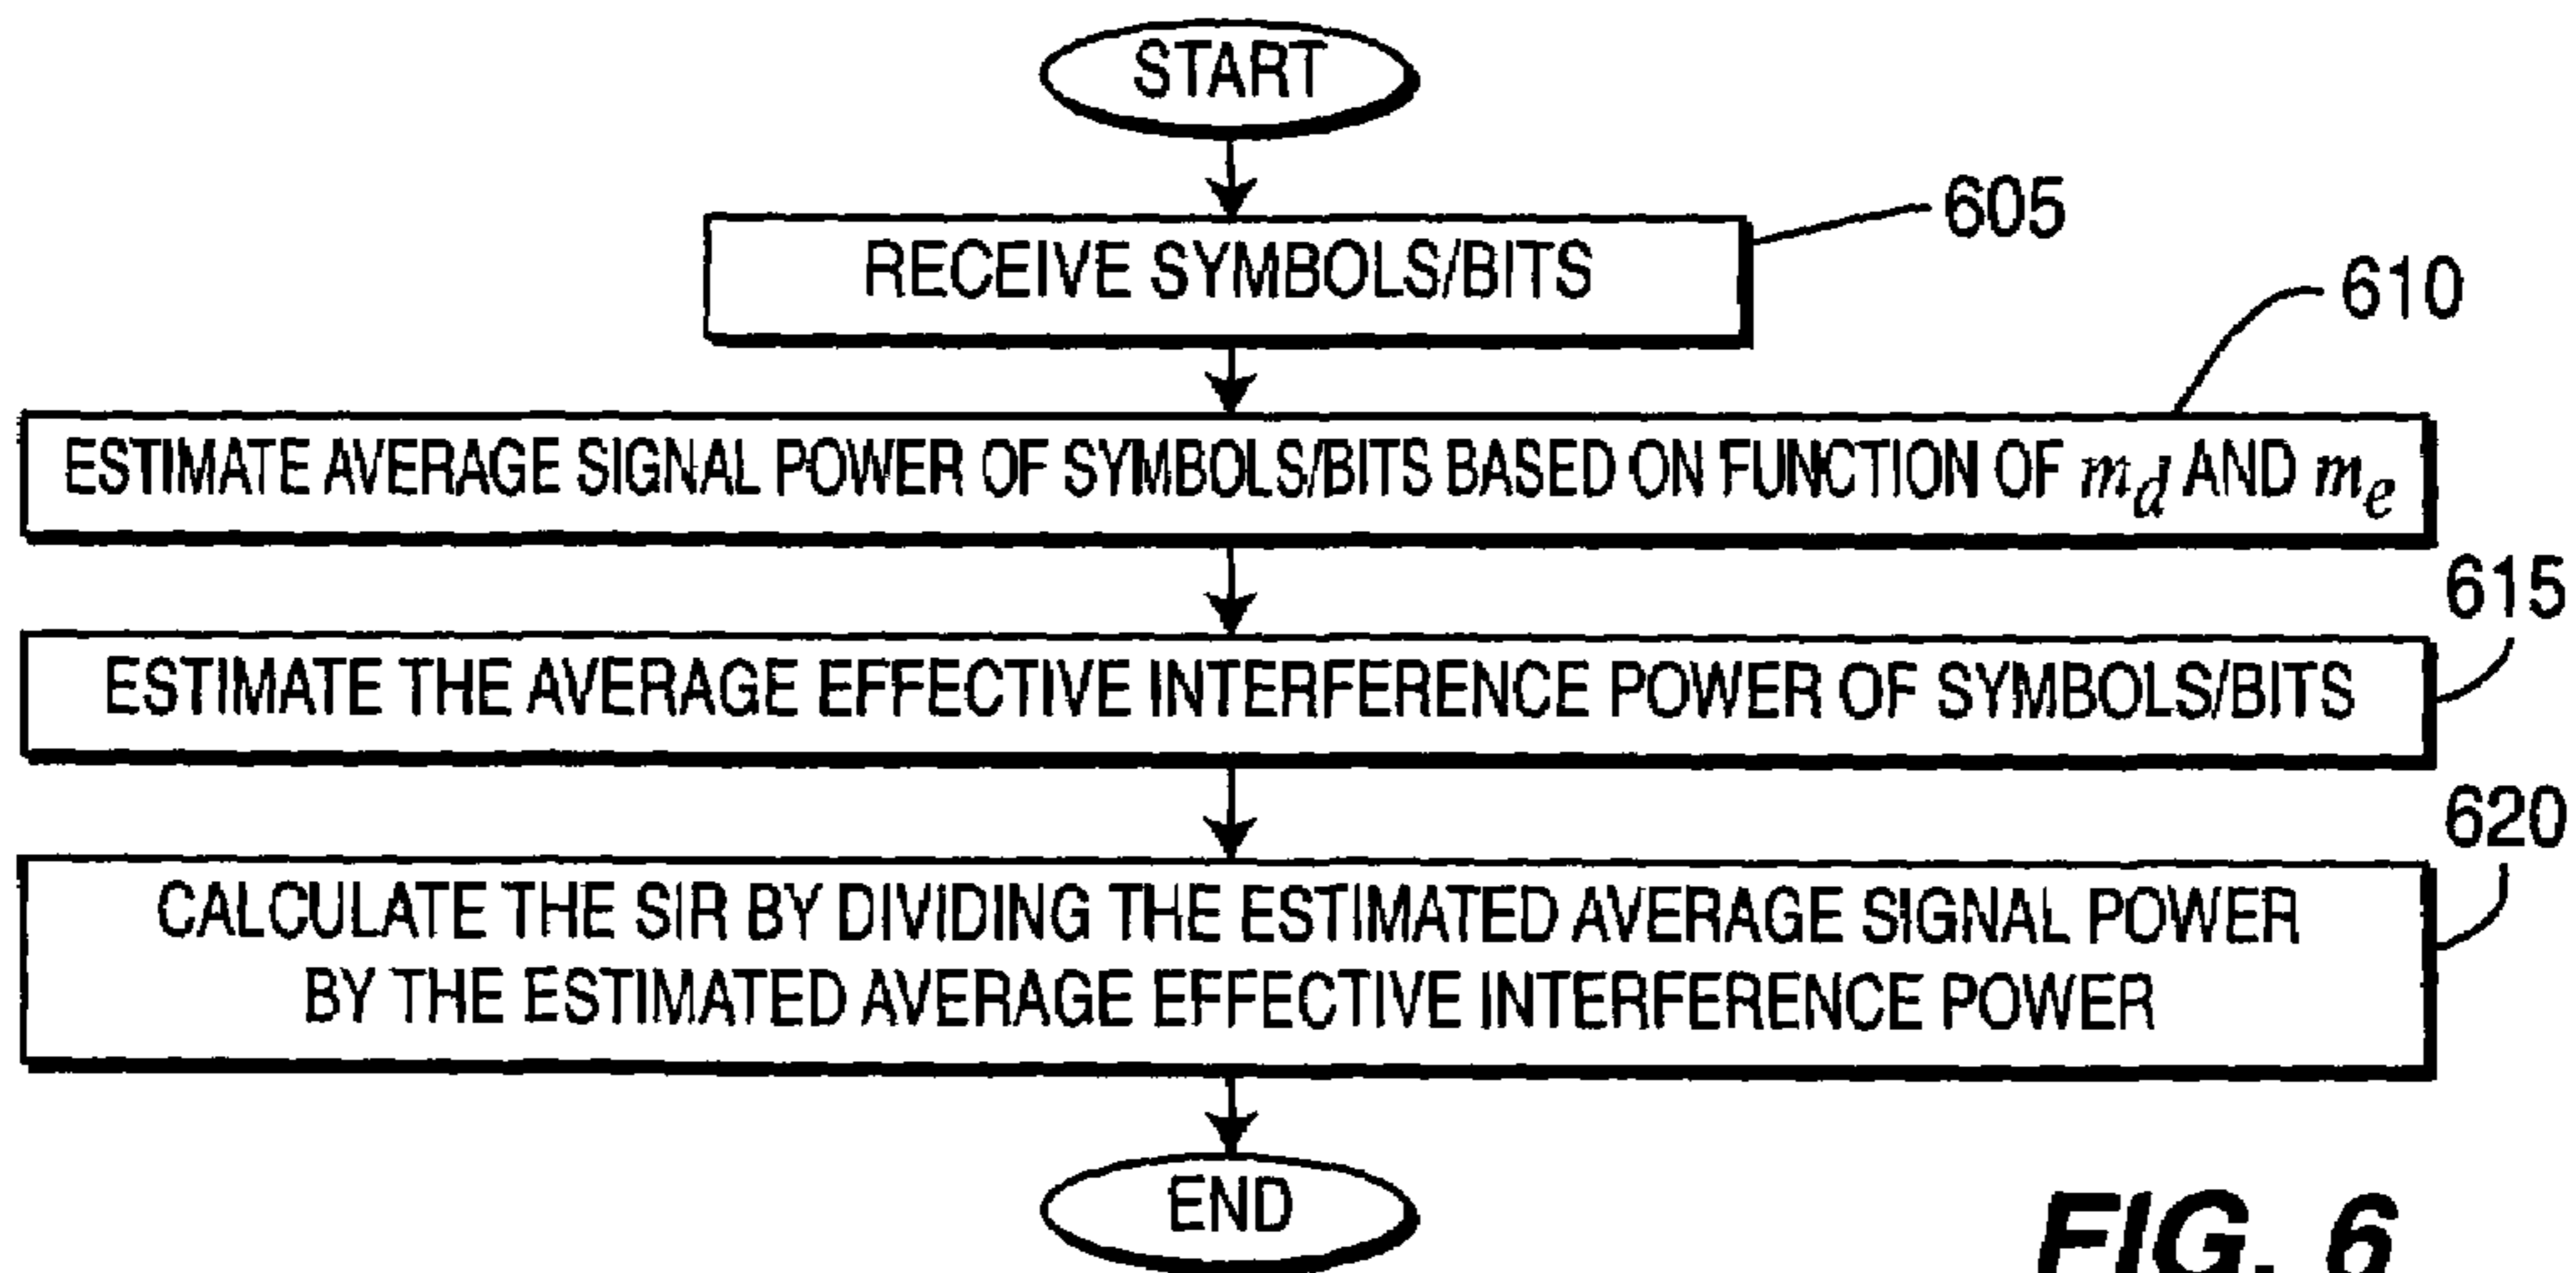 START
RECEIVE SYMBOLS/BITS
605
610
ESTIMATE AVERAGE SIGNAL POWER OF SYMBOLS/BITS BASED ON FUNCTION OF m_d AND m_e
615
ESTIMATE THE AVERAGE EFFECTIVE INTERFERENCE POWER OF SYMBOLS/BITS
620
CALCULATE THE SIR BY DIVIDING THE ESTIMATED AVERAGE SIGNAL POWER
BY THE ESTIMATED AVERAGE EFFECTIVE INTERFERENCE POWER
END
FIG. 6